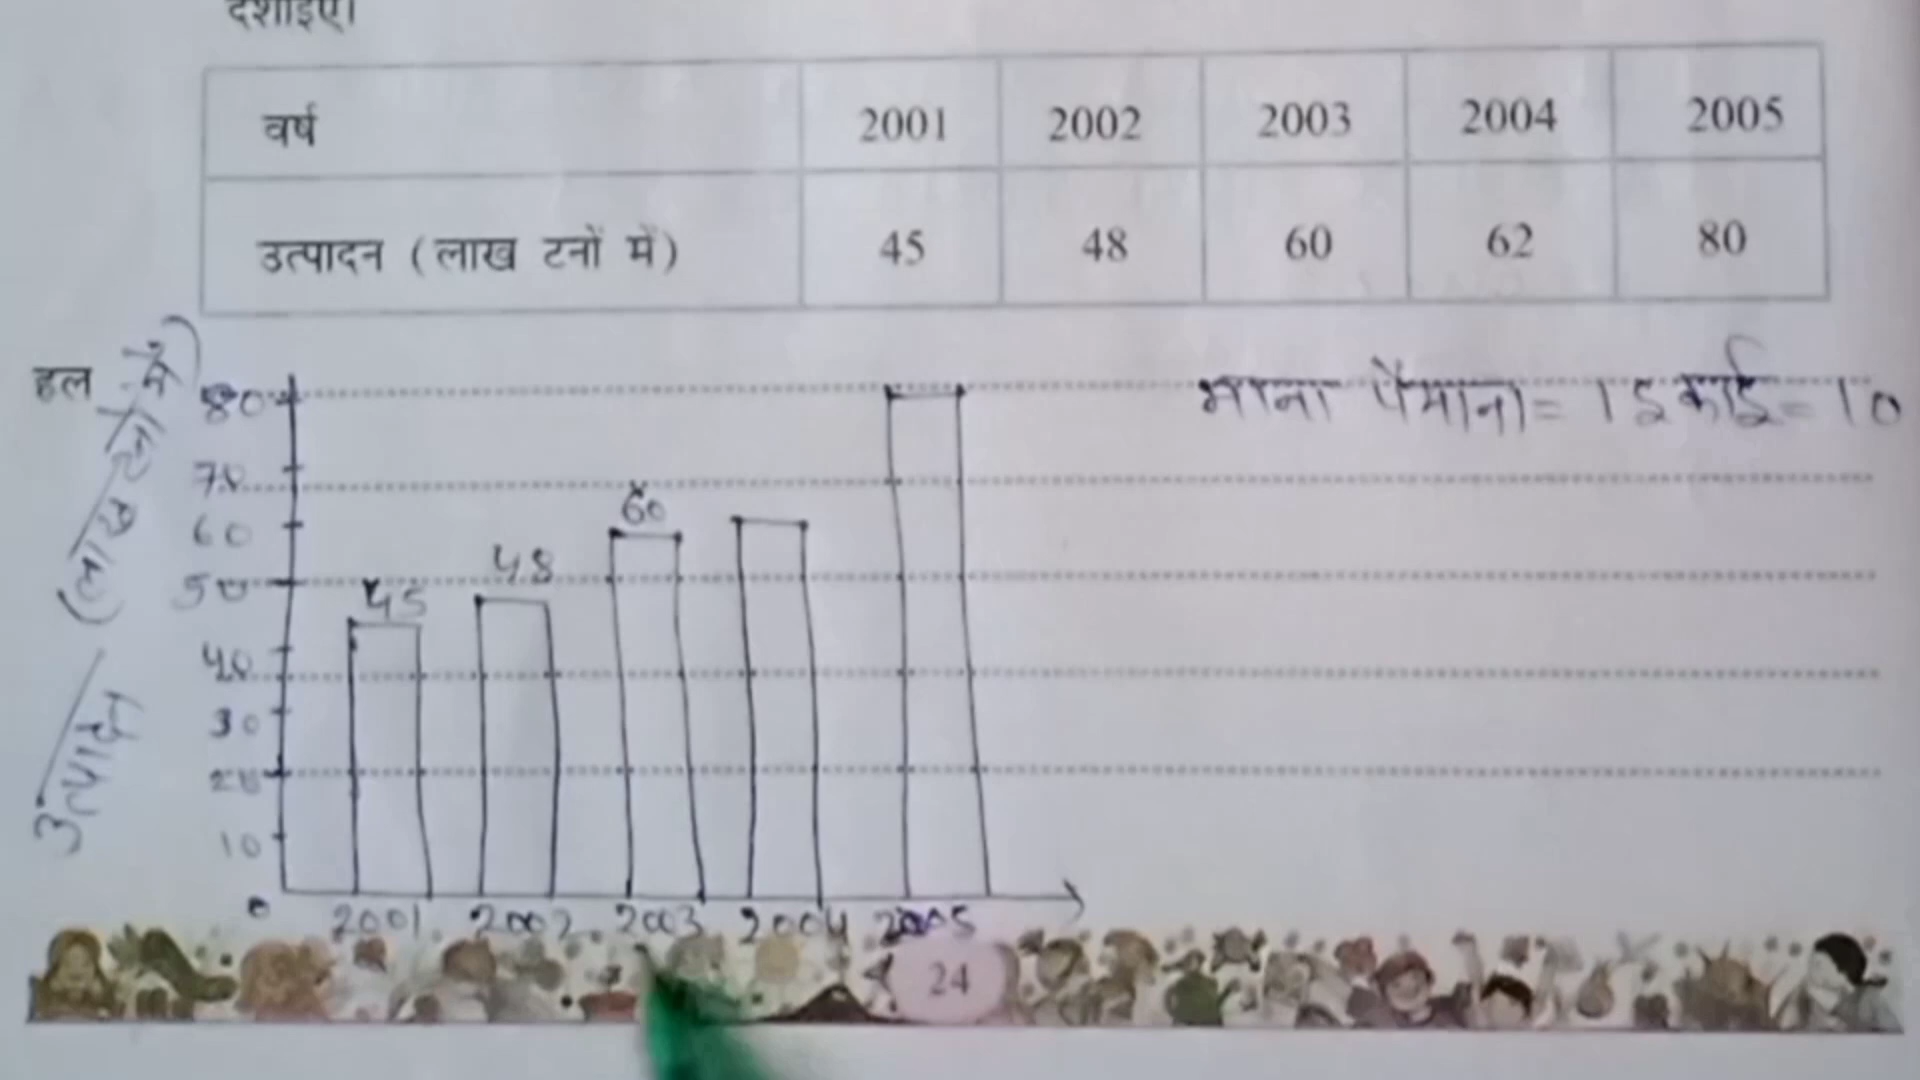 दर्शाइए।
वर्ष 2001 2002 2003 2004 2005
उत्पादन (लाख टनों में) 45 48 60 62 80
हल
माना पैमाना = 1 इकाई = 10
उत्पादन (लाख टनों में)
80
70
60
50
40
30
20
10
0
45
48
60
2001 2002 2003 2004 2005
24